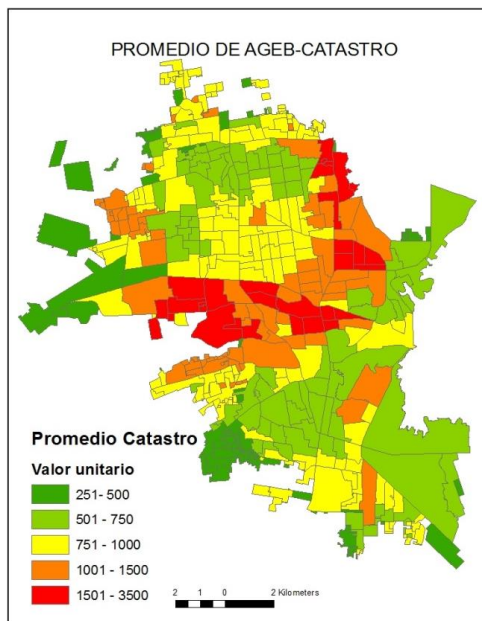 PROMEDIO DE AGEB-CATASTRO
Promedio Catastro
Valor unitario
251- 500
501 - 750
751 - 1000
1001 - 1500
1501 - 3500
2 1 0 2 Kilometers